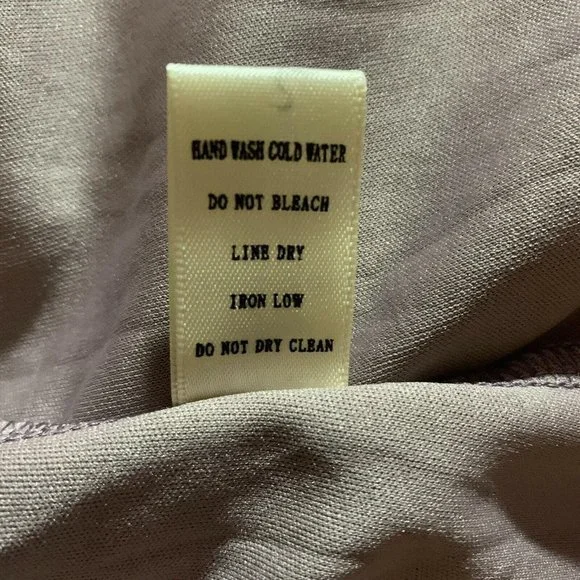 HAND WASH COLD WATER
DO NOT BLEACH
LINE DRY
IRON LOW
DO NOT DRY CLEAN